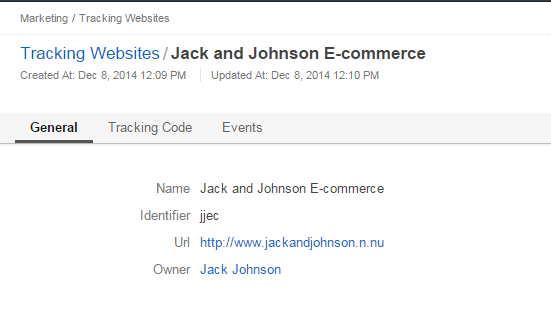 Marketing / Tracking Websites
Tracking Websites / Jack and Johnson E-commerce
Created At: Dec 8, 2014 12:09 PM Updated At: Dec 8, 2014 12:10 PM
General Tracking Code Events
Name Jack and Johnson E-commerce
Identifier jjec
Url http://www.jackandjohnson.n.nu
Owner Jack Johnson